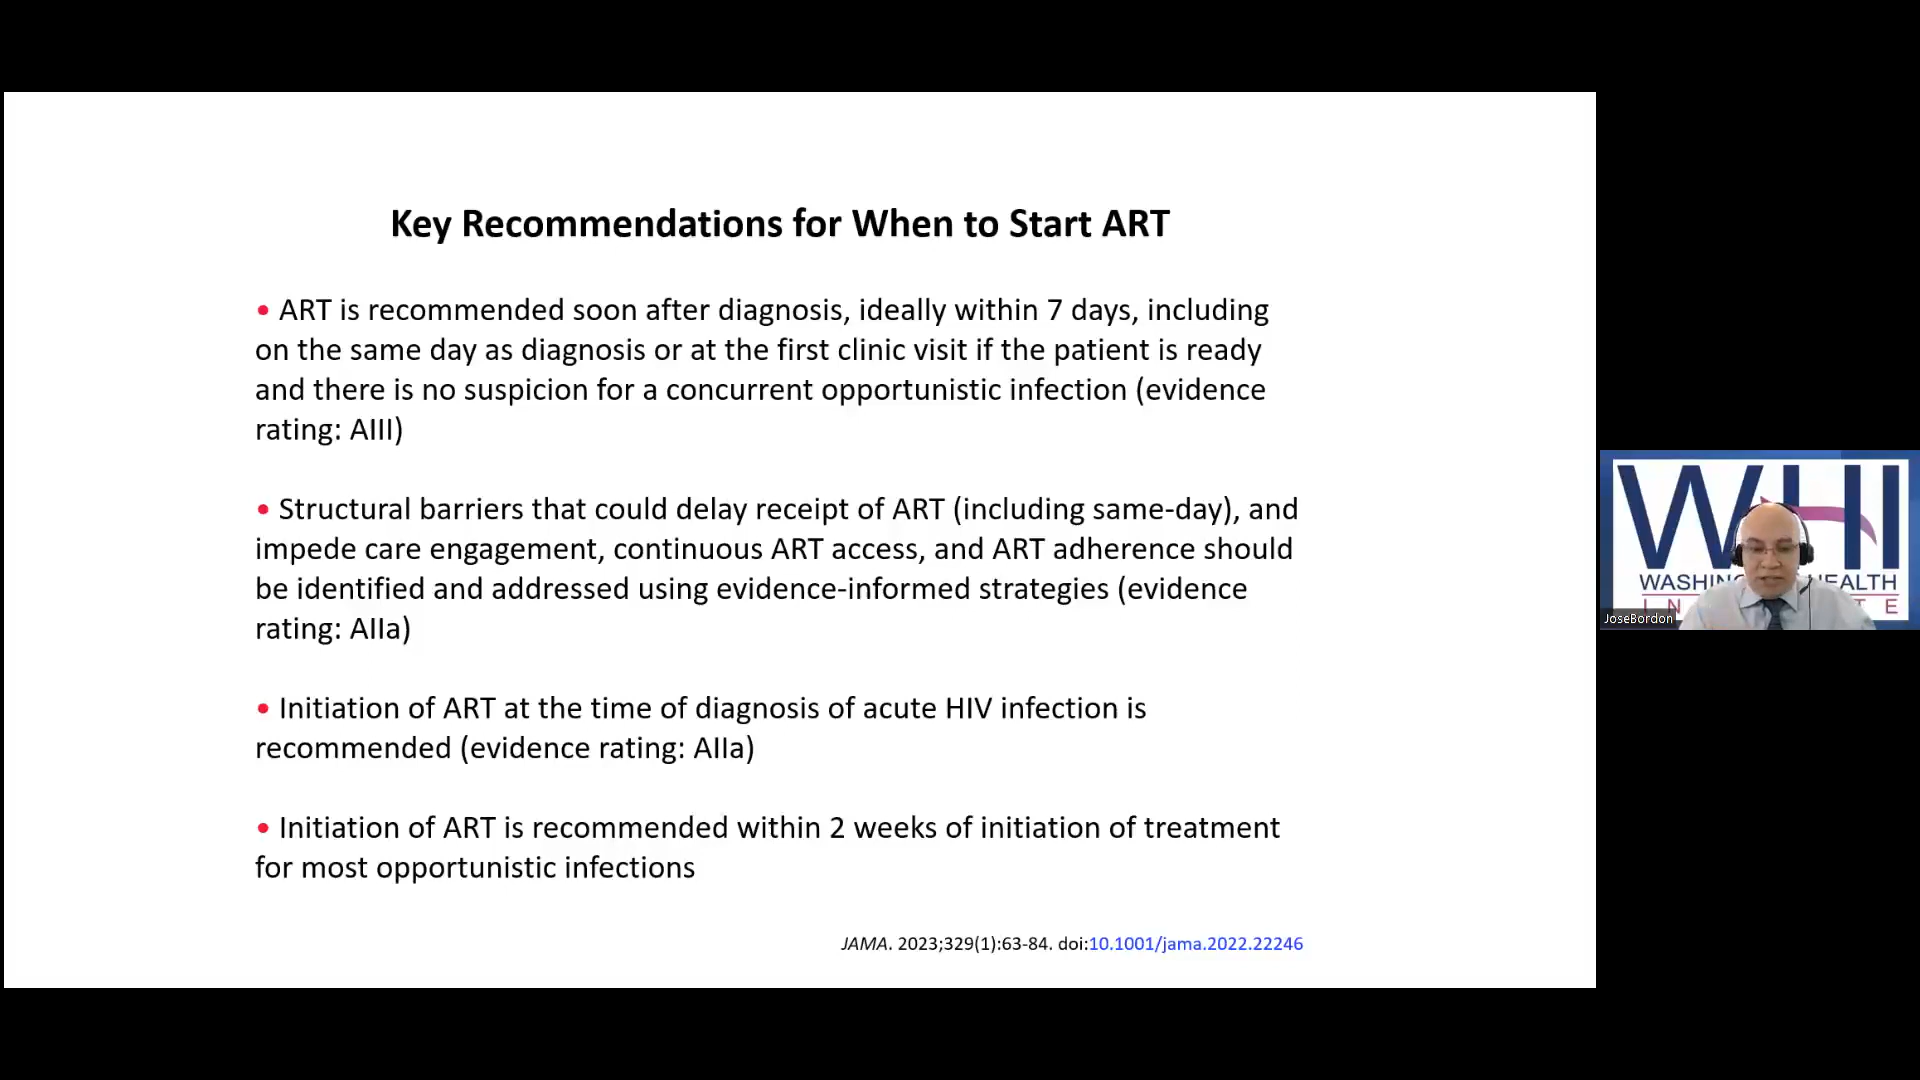 Key Recommendations for When to Start ART
• ART is recommended soon after diagnosis, ideally within 7 days, including
on the same day as diagnosis or at the first clinic visit if the patient is ready
and there is no suspicion for a concurrent opportunistic infection (evidence
rating: AIII)
• Structural barriers that could delay receipt of ART (including same-day), and
impede care engagement, continuous ART access, and ART adherence should
be identified and addressed using evidence-informed strategies (evidence
rating: AIIa)
• Initiation of ART at the time of diagnosis of acute HIV infection is
recommended (evidence rating: AIIa)
• Initiation of ART is recommended within 2 weeks of initiation of treatment
for most opportunistic infections
JAMA. 2023;329(1):63-84. doi:10.1001/jama.2022.22246
WHI
JoseBordon